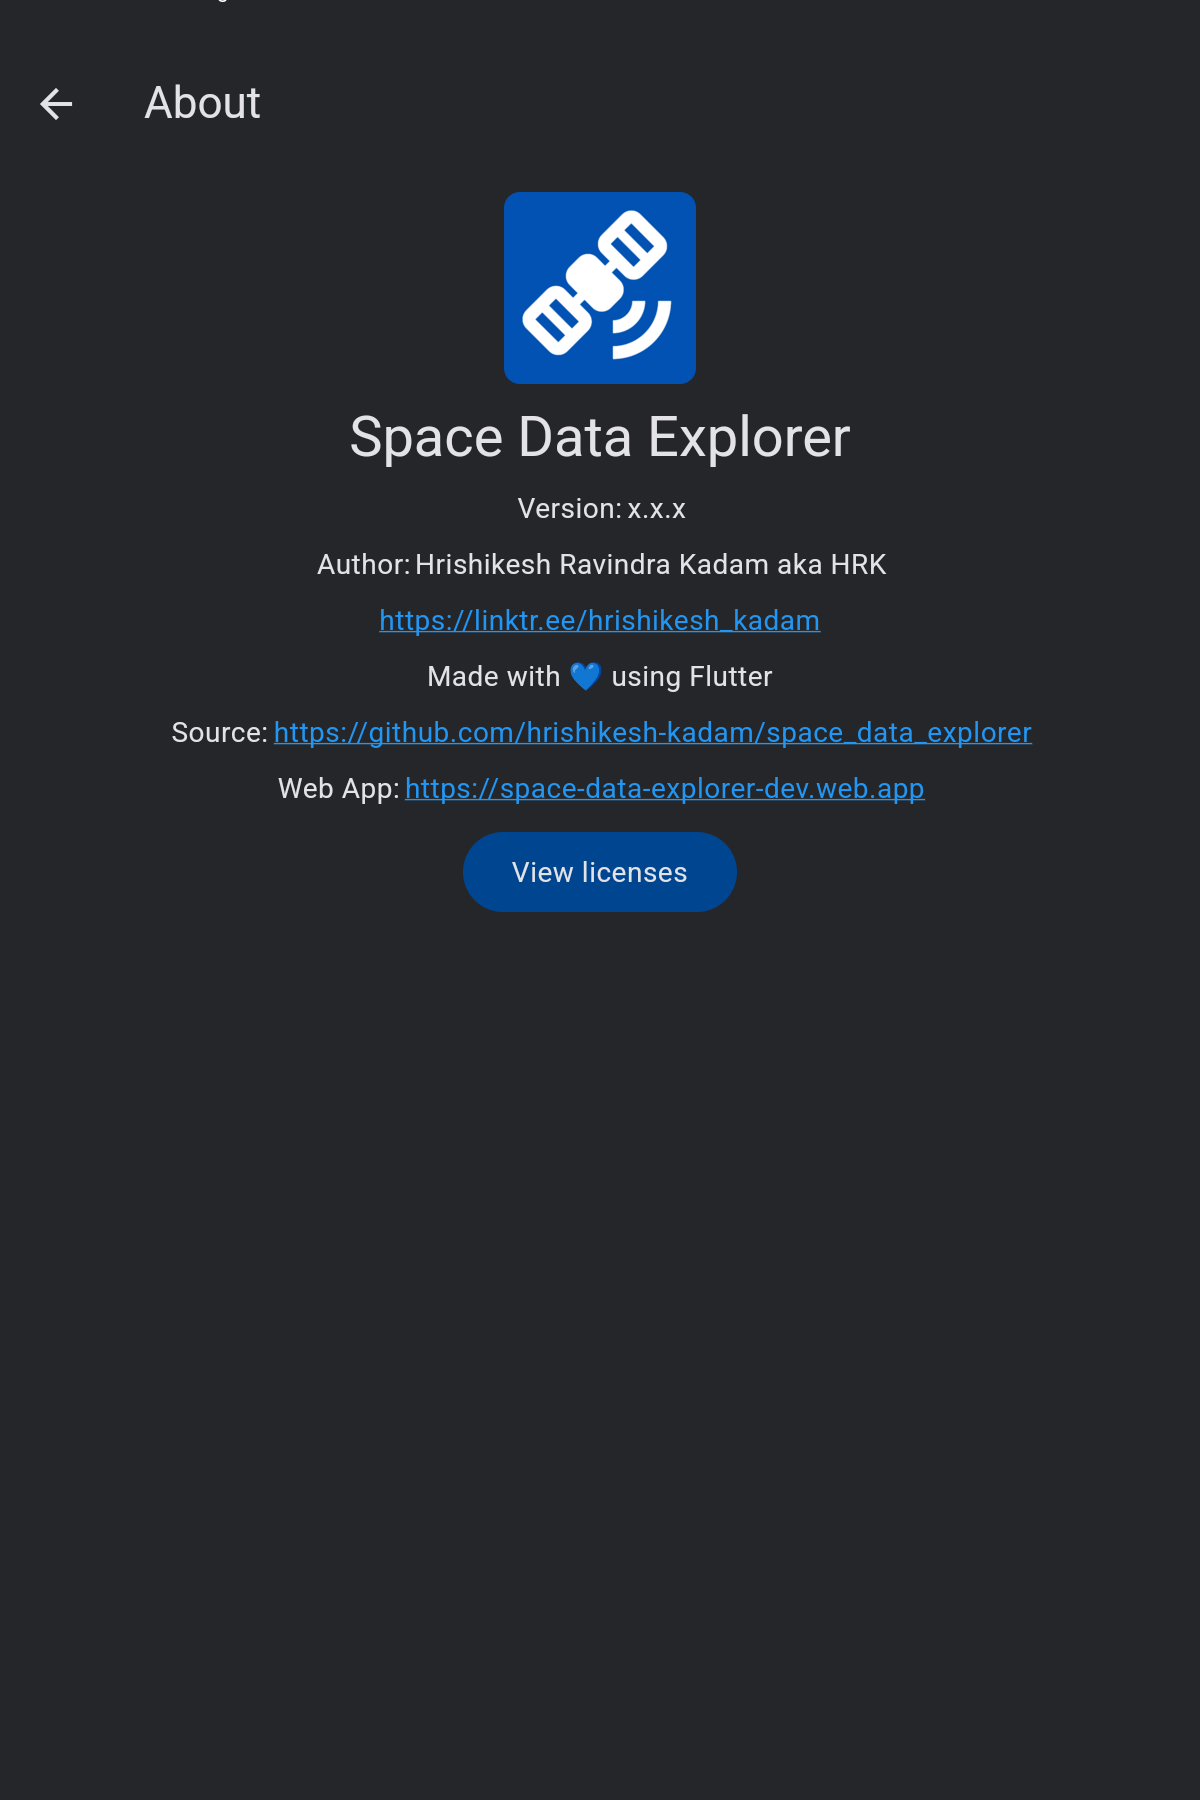 About
Space Data Explorer
Version: x.x.x
Author: Hrishikesh Ravindra Kadam aka HRK
https://linktr.ee/hrishikesh_kadam
Made with 💙 using Flutter
Source: https://github.com/hrishikesh-kadam/space_data_explorer
Web App: https://space-data-explorer-dev.web.app
View licenses